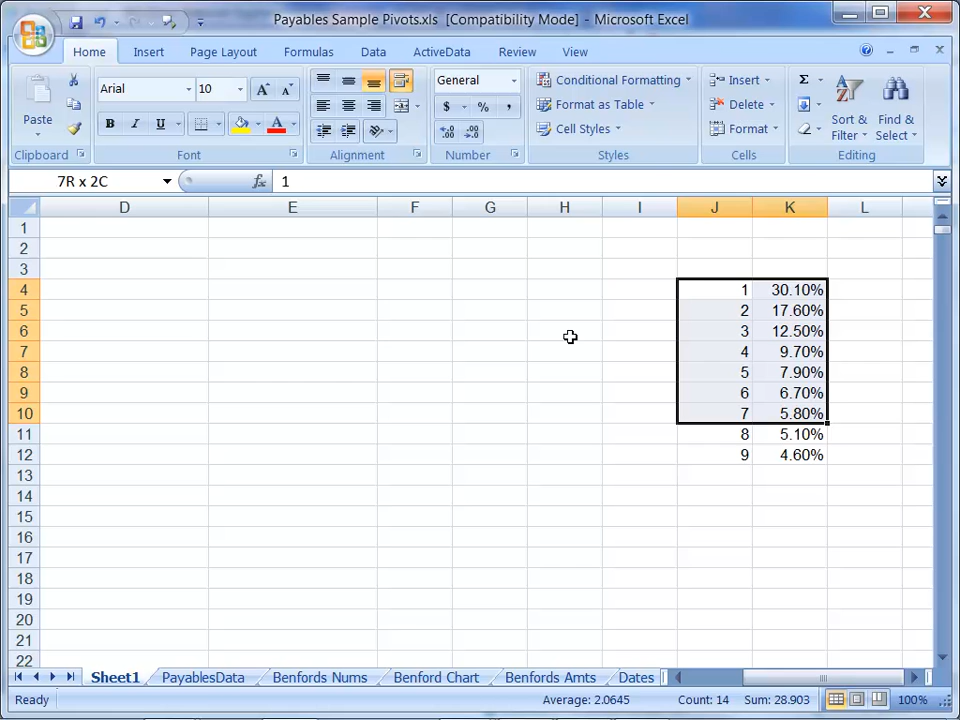 Payables Sample Pivots.xls [Compatibility Mode] - Microsoft Excel
Home Insert Page Layout Formulas Data ActiveData Review View
Paste
Clipboard
Arial 10
B I U
Font
Alignment
General
$ % ,
Number
Conditional Formatting
Format as Table
Cell Styles
Styles
Insert
Delete
Format
Cells
Σ
Sort & Filter
Find & Select
Editing
7R x 2C fx 1
D E F G H I J K L
1
2
3
4 1 30.10%
5 2 17.60%
6 3 12.50%
7 4 9.70%
8 5 7.90%
9 6 6.70%
10 7 5.80%
11 8 5.10%
12 9 4.60%
13
14
15
16
17
18
19
20
21
22
Sheet1 PayablesData Benfords Nums Benford Chart Benfords Amts Dates
Ready Average: 2.0645 Count: 14 Sum: 28.903 100%